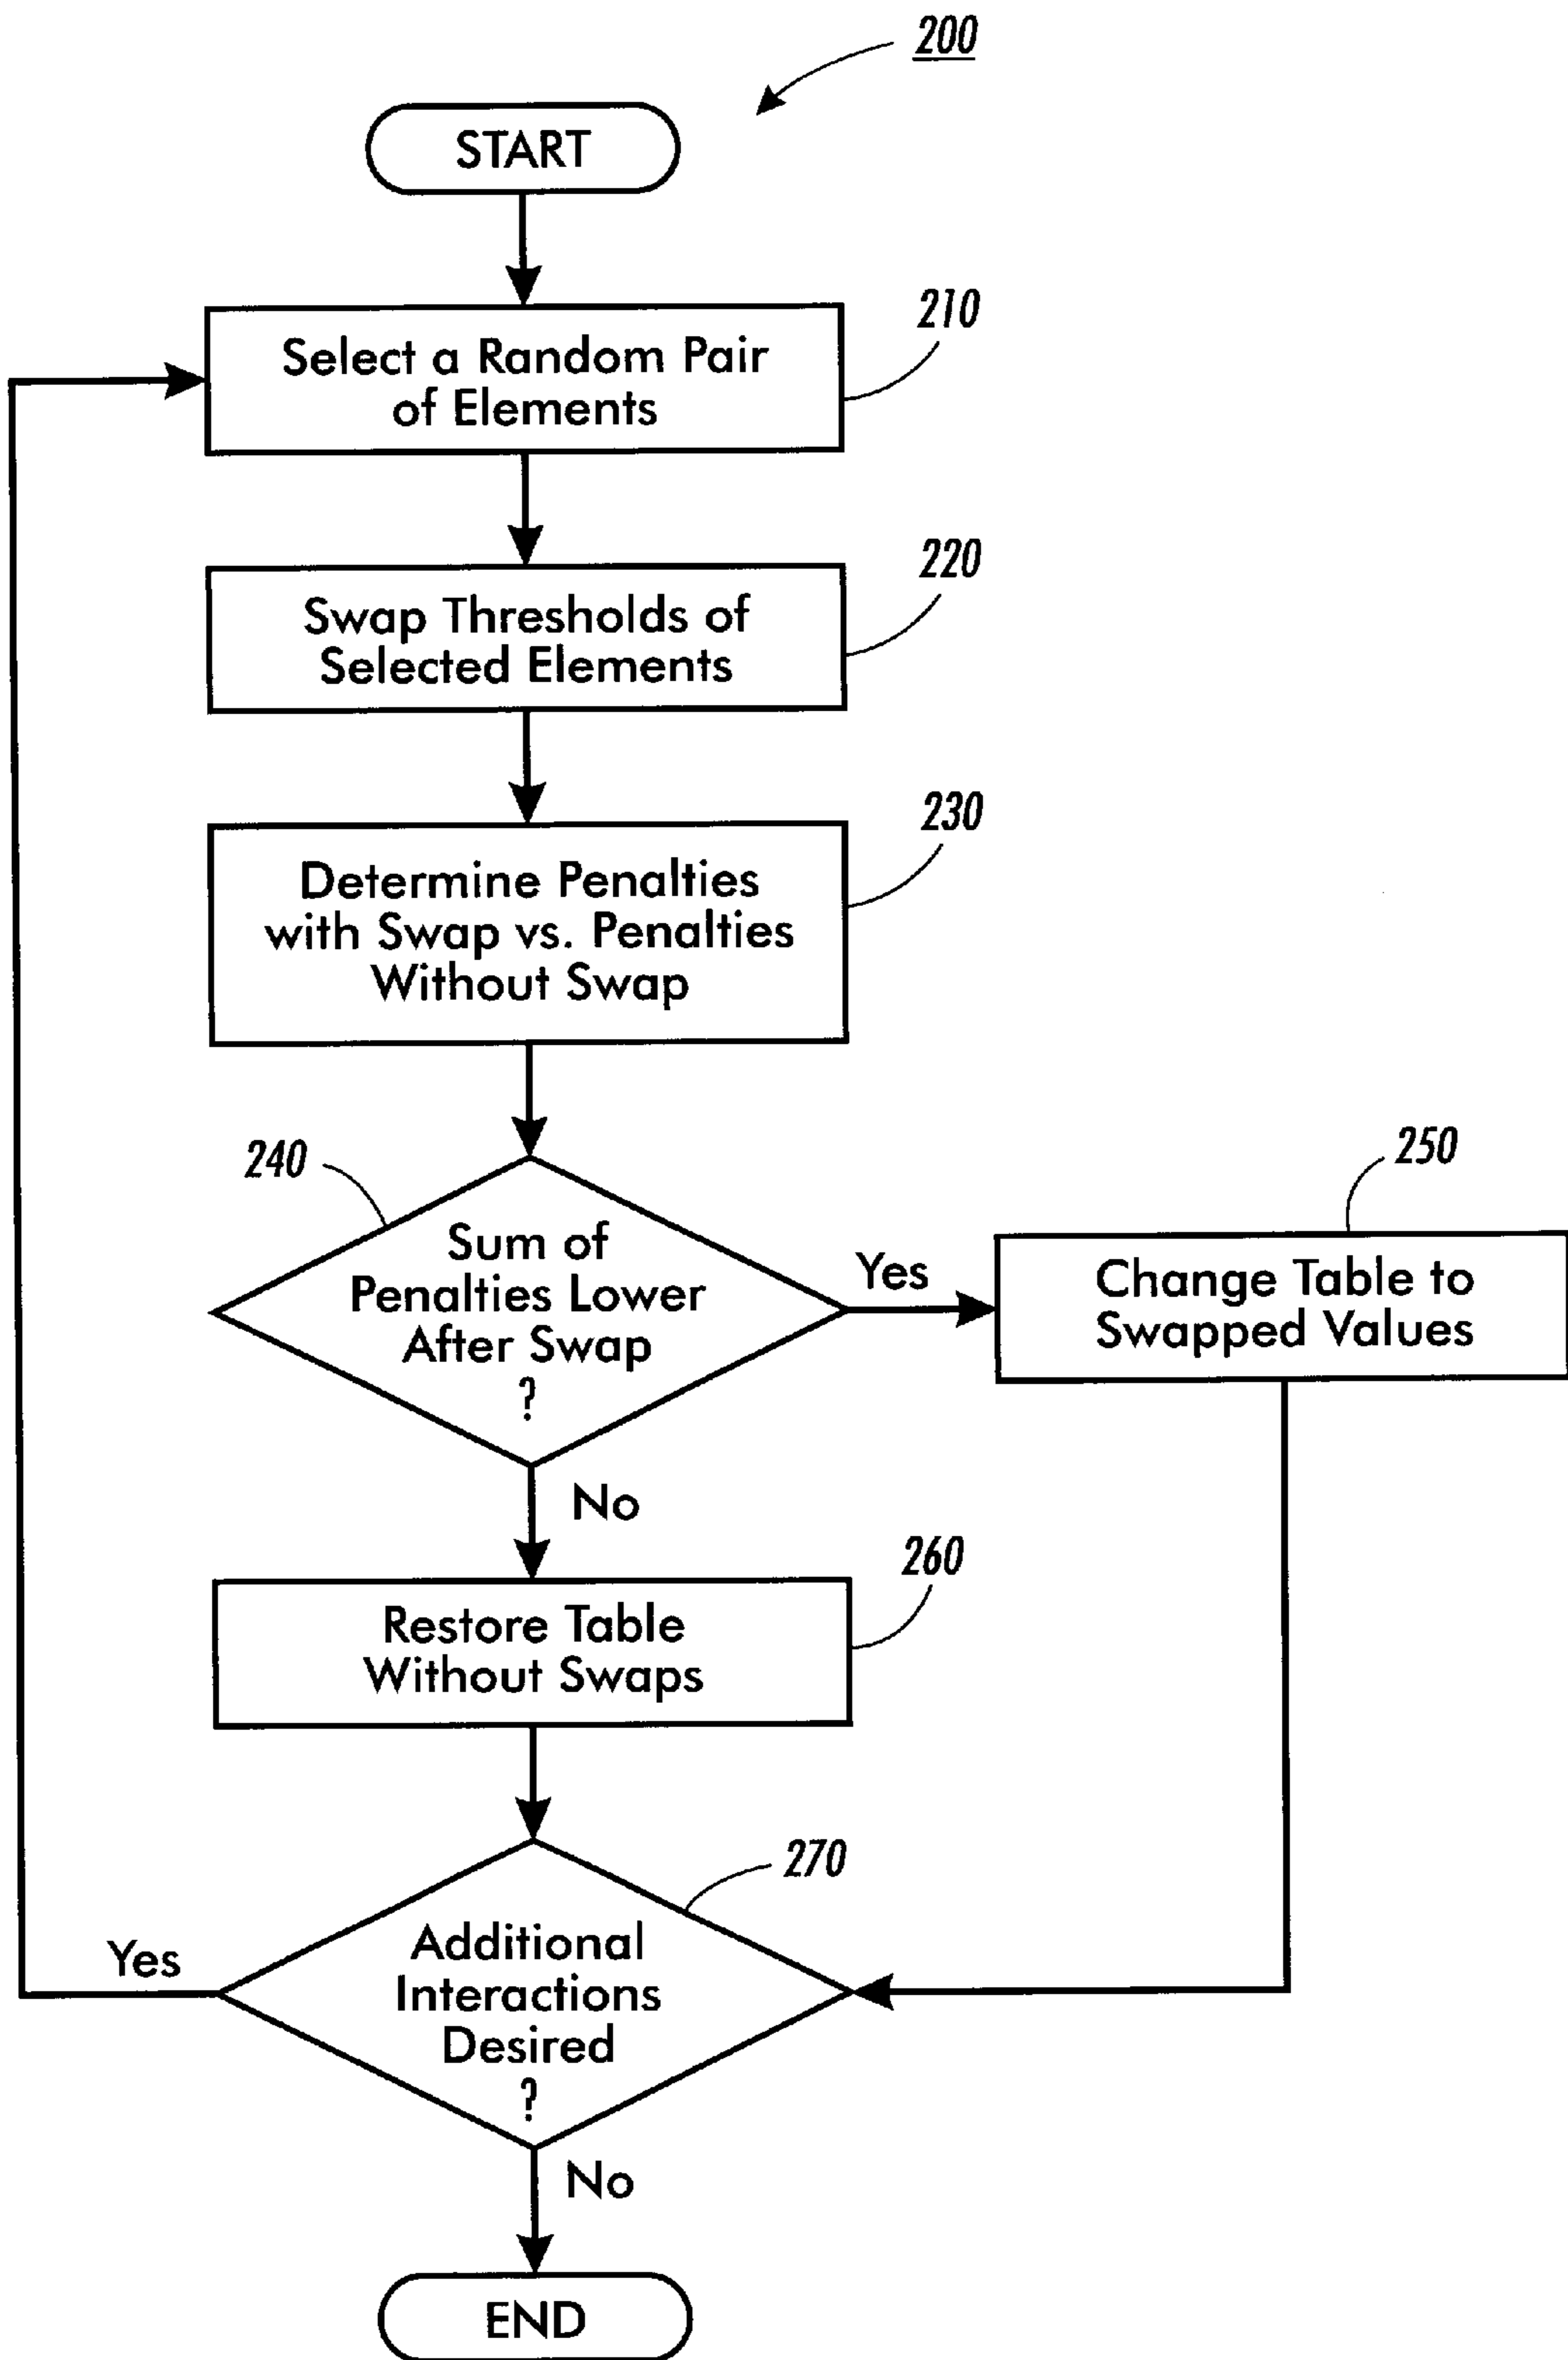 200
START
210
Select a Random Pair
of Elements
220
Swap Thresholds of
Selected Elements
230
Determine Penalties
with Swap vs. Penalties
Without Swap
240
Sum of
Penalties Lower
After Swap
?
Yes
250
Change Table to
Swapped Values
No
260
Restore Table
Without Swaps
270
Additional
Interactions
Desired
?
Yes
No
END